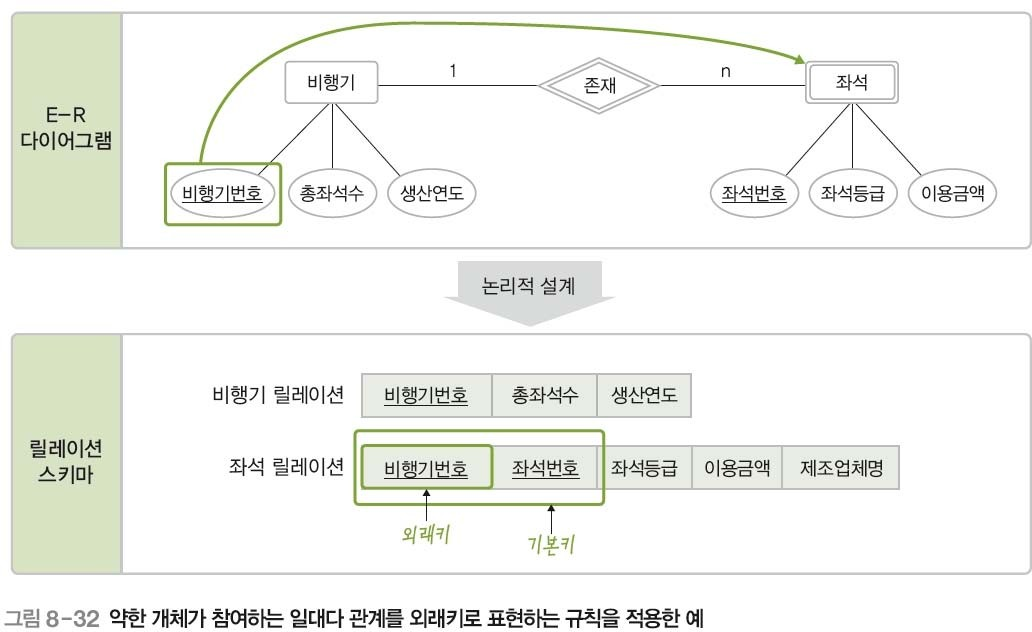 E-R
다이어그램
비행기
1
존재
n
좌석
비행기번호
총좌석수
생산연도
좌석번호
좌석등급
이용금액
논리적 설계
릴레이션
스키마
비행기 릴레이션
비행기번호 총좌석수 생산연도
좌석 릴레이션
비행기번호 좌석번호 좌석등급 이용금액 제조업체명
외래키
기본키
그림 8-32 약한 개체가 참여하는 일대다 관계를 외래키로 표현하는 규칙을 적용한 예